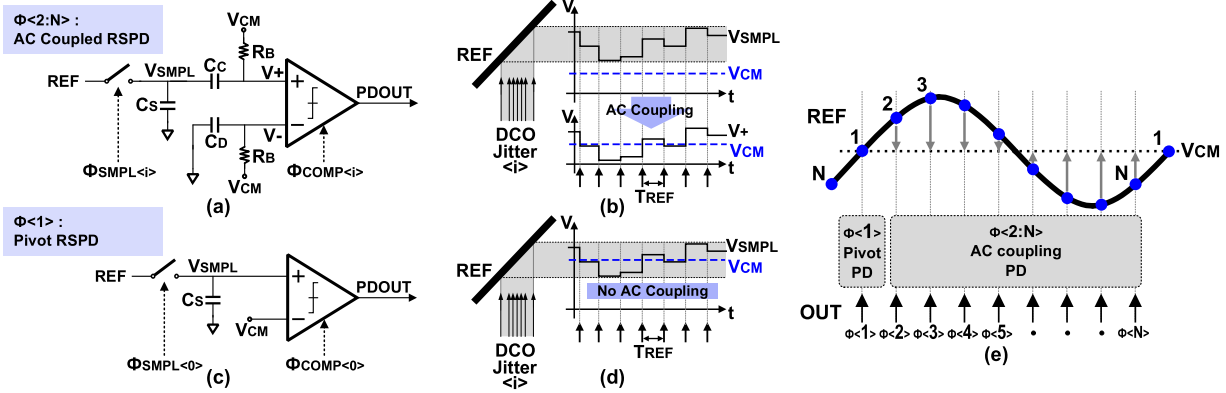 Φ<2:N> :
AC Coupled RSPD
VCM
RB
REF
VSMPL
CC
V+
CS
PDOUT
CD
V-
RB
VCM
ΦSMPL<i>
ΦCOMP<i>
(a)
Φ<1> :
Pivot RSPD
REF
VSMPL
CS
VCM
PDOUT
ΦSMPL<0>
ΦCOMP<0>
(c)
V
REF
VSMPL
VCM
t
AC Coupling
V
V+
VCM
t
DCO
Jitter
<i>
TREF
(b)
V
REF
VSMPL
VCM
No AC Coupling
t
DCO
Jitter
<i>
TREF
(d)
REF
N
1
2
3
N
1
VCM
Φ<1>
Pivot
PD
Φ<2:N>
AC coupling
PD
OUT
Φ<1> Φ<2> Φ<3> Φ<4> Φ<5> • • • Φ<N>
(e)